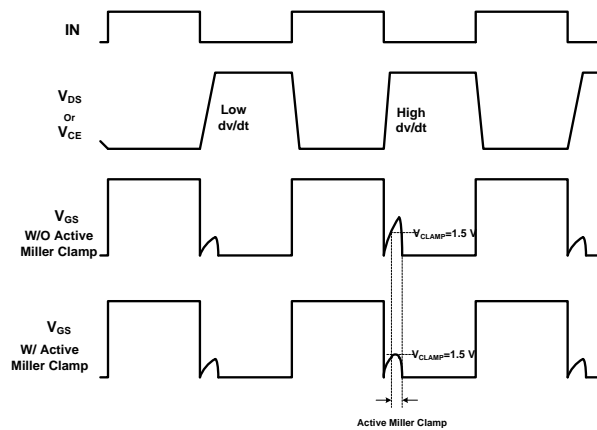 IN
VDS
Or
VCE
Low
dv/dt
High
dv/dt
VGS
W/O Active
Miller Clamp
VCLAMP=1.5 V
VGS
W/ Active
Miller Clamp
VCLAMP=1.5 V
Active Miller Clamp